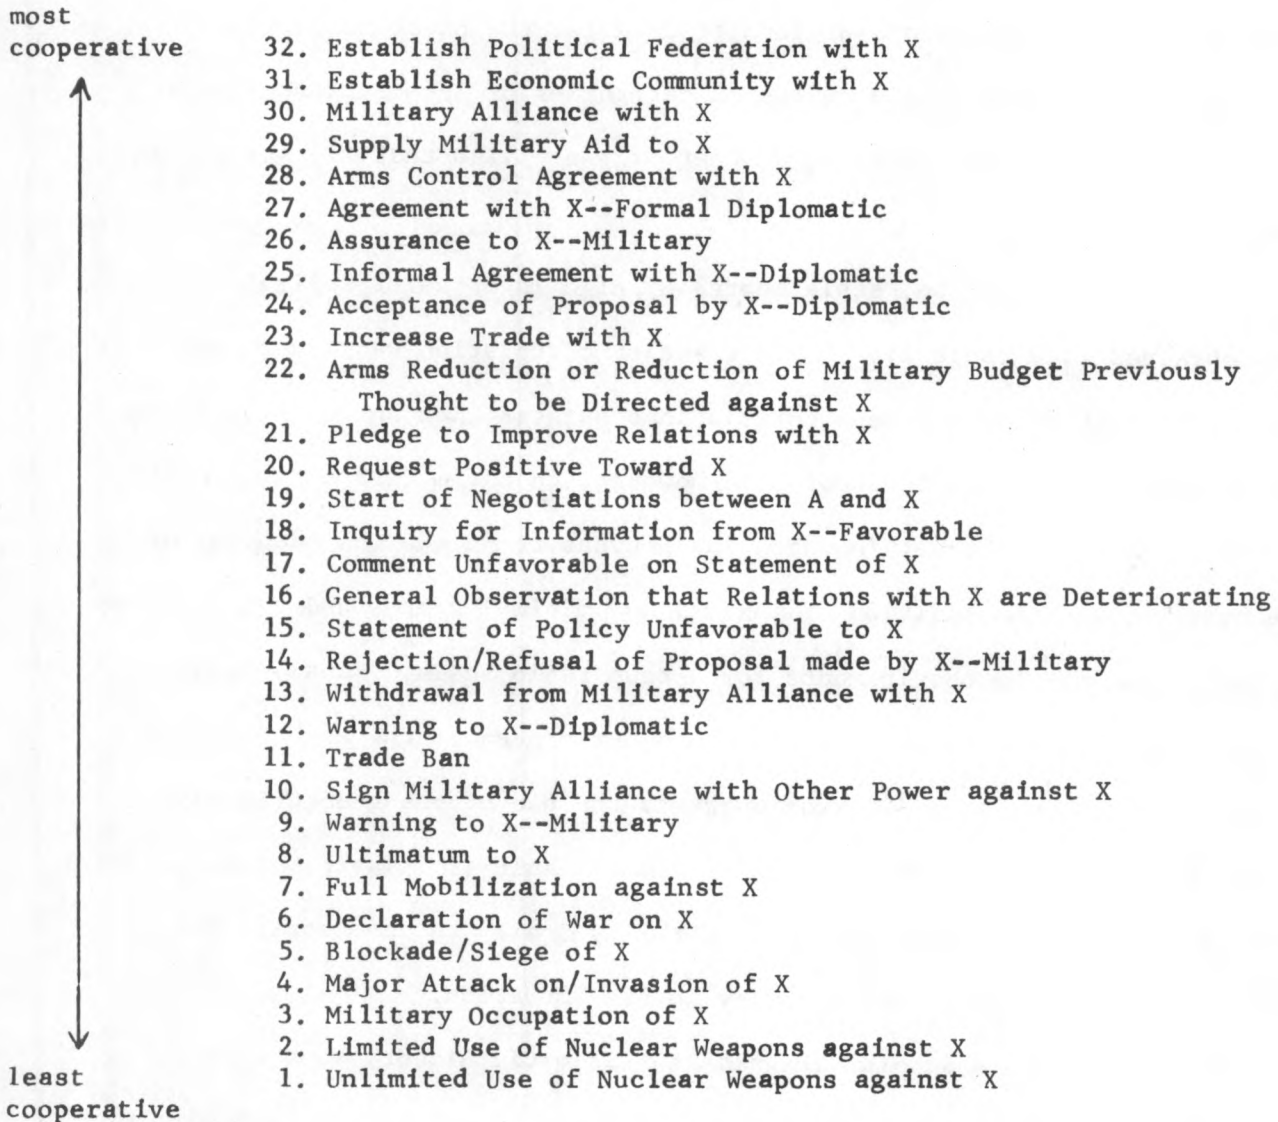 most
cooperative
32. Establish Political Federation with X
31. Establish Economic Community with X
30. Military Alliance with X
29. Supply Military Aid to X
28. Arms Control Agreement with X
27. Agreement with X--Formal Diplomatic
26. Assurance to X--Military
25. Informal Agreement with X--Diplomatic
24. Acceptance of Proposal by X--Diplomatic
23. Increase Trade with X
22. Arms Reduction or Reduction of Military Budget Previously
Thought to be Directed against X
21. Pledge to Improve Relations with X
20. Request Positive Toward X
19. Start of Negotiations between A and X
18. Inquiry for Information from X--Favorable
17. Comment Unfavorable on Statement of X
16. General Observation that Relations with X are Deteriorating
15. Statement of Policy Unfavorable to X
14. Rejection/Refusal of Proposal made by X--Military
13. Withdrawal from Military Alliance with X
12. Warning to X--Diplomatic
11. Trade Ban
10. Sign Military Alliance with Other Power against X
9. Warning to X--Military
8. Ultimatum to X
7. Full Mobilization against X
6. Declaration of War on X
5. Blockade/Siege of X
4. Major Attack on/Invasion of X
3. Military Occupation of X
2. Limited Use of Nuclear Weapons against X
1. Unlimited Use of Nuclear Weapons against X
least
cooperative